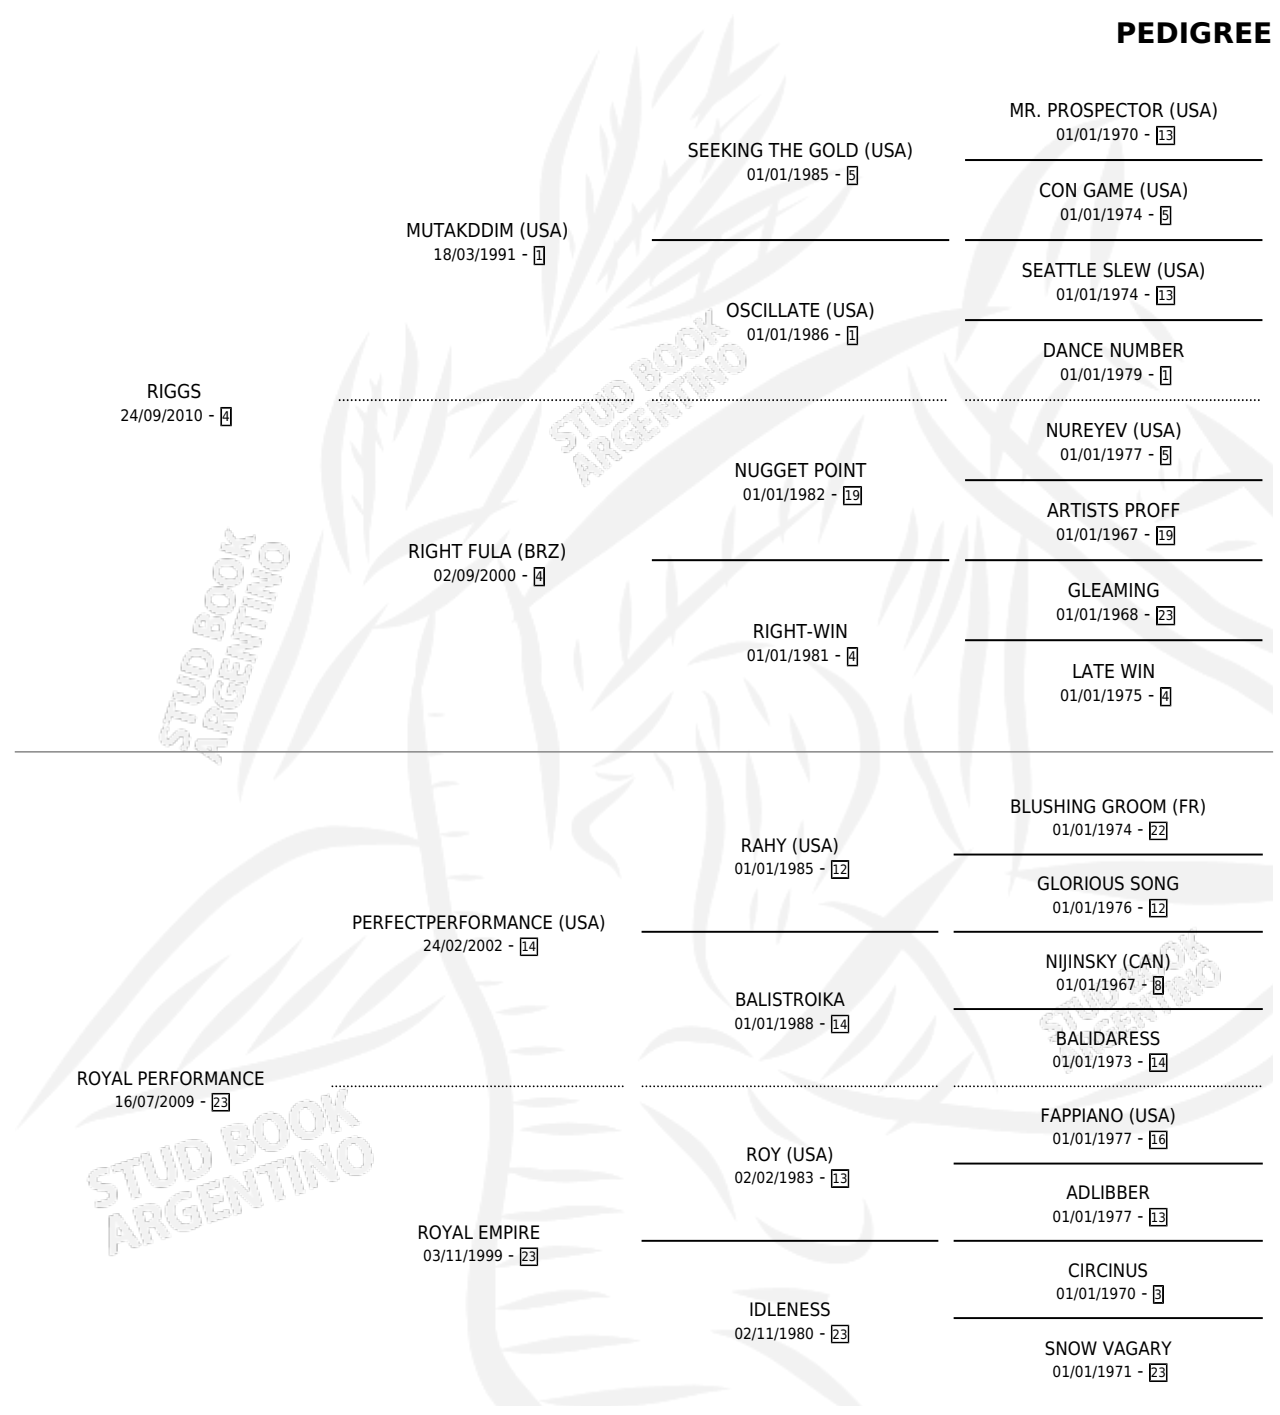 PEDIGREE
MR. PROSPECTOR (USA)
01/01/1970 - 13
SEEKING THE GOLD (USA)
01/01/1985 - 5
CON GAME (USA)
01/01/1974 - 5
MUTAKDDIM (USA)
18/03/1991 - 1
SEATTLE SLEW (USA)
01/01/1974 - 13
OSCILLATE (USA)
01/01/1986 - 1
DANCE NUMBER
01/01/1979 - 1
STUD BOOK
ARGENTINO
RIGGS
24/09/2010 - 4
NUREYEV (USA)
01/01/1977 - 5
NUGGET POINT
01/01/1982 - 19
ARTISTS PROFF
01/01/1967 - 19
RIGHT FULA (BRZ)
02/09/2000 - 4
GLEAMING
01/01/1968 - 23
RIGHT-WIN
01/01/1981 - 4
LATE WIN
01/01/1975 - 4
STUD BOOK
ARGENTINO
BLUSHING GROOM (FR)
01/01/1974 - 22
RAHY (USA)
01/01/1985 - 12
GLORIOUS SONG
01/01/1976 - 12
PERFECTPERFORMANCE (USA)
24/02/2002 - 14
NIJINSKY (CAN)
01/01/1967 - 8
BALISTROIKA
01/01/1988 - 14
STUD BOOK
ARGENTINO
BALIDARESS
01/01/1973 - 14
ROYAL PERFORMANCE
16/07/2009 - 23
FAPPIANO (USA)
01/01/1977 - 16
STUD BOOK
ARGENTINO
ROY (USA)
02/02/1983 - 13
ADLIBBER
01/01/1977 - 13
ROYAL EMPIRE
03/11/1999 - 23
CIRCINUS
01/01/1970 - 3
IDLENESS
02/11/1980 - 23
SNOW VAGARY
01/01/1971 - 23